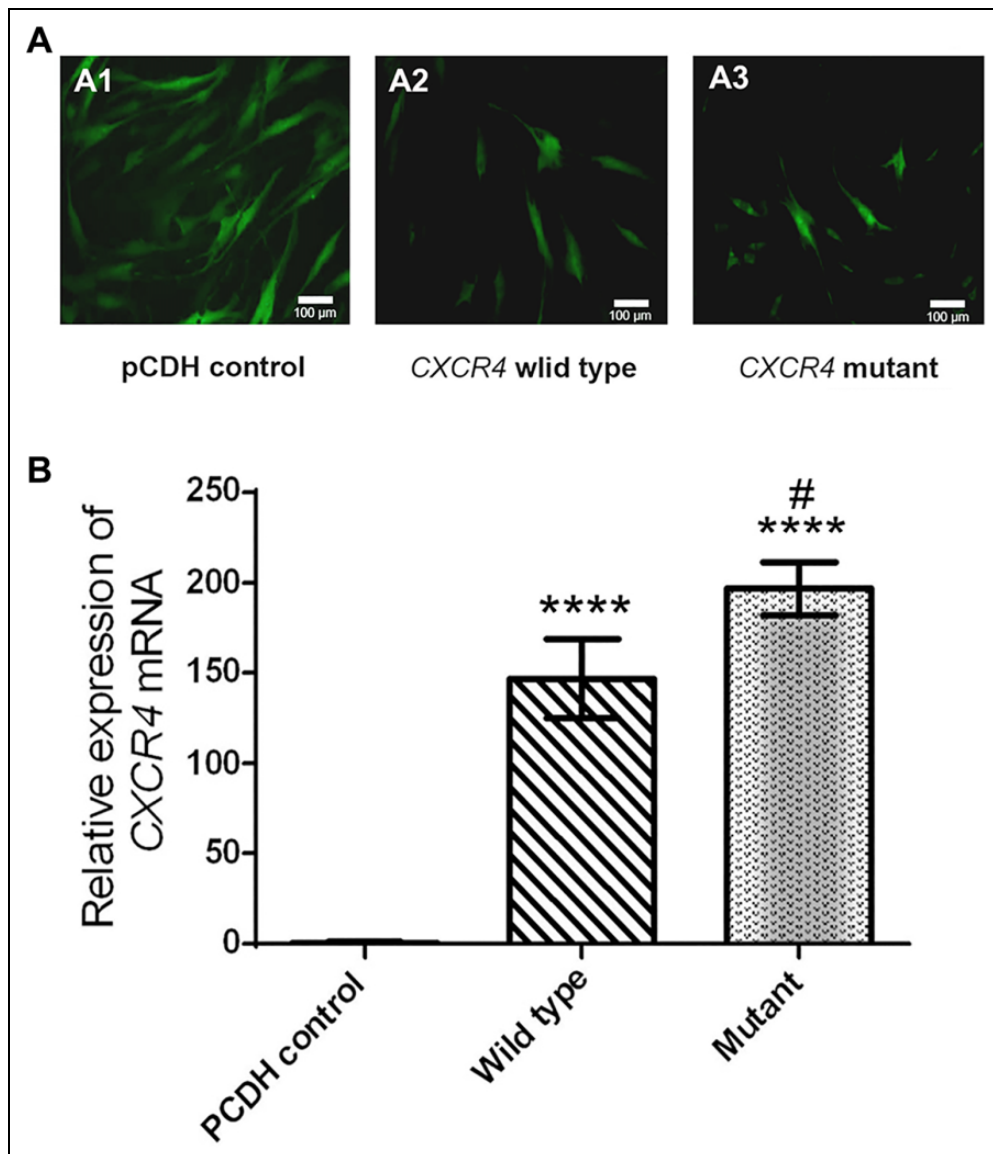 A
A1
A2
A3
100 µm
100 µm
100 µm
pCDH control
CXCR4 wlid type
CXCR4 mutant
B
Relative expression of
CXCR4 mRNA
250
200
150
100
50
0
****
#
****
PCDH control
Wild type
Mutant